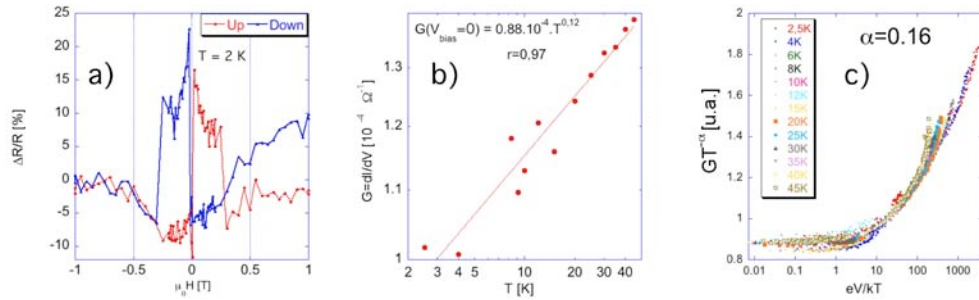 Up Down
T = 2 K
a)
25
20
15
10
5
0
-5
-10
ΔR/R [%]
-1 -0.5 0 0.5 1
μ₀H [T]
G(V_bias=0) = 0.88.10⁻⁴.T^0,12
r=0,97
b)
1.3
1.2
1.1
G=dI/dV [10⁻⁴ Ω⁻¹]
2 3 4 5 10 20 30 40
T [K]
α=0.16
c)
2,5K
4K
6K
8K
10K
12K
15K
20K
25K
30K
35K
40K
45K
2
1.8
1.6
1.4
1.2
1
0.8
GT^-α [u.a.]
0.01 0.1 1 10 100 1000
eV/kT